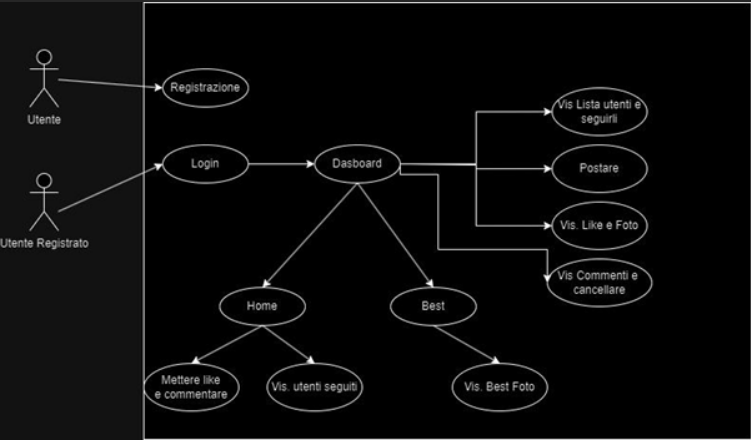 Utente
Registrazione
Vis Lista utenti e
seguirli
Login
Dasboard
Postare
Utente Registrato
Vis. Like e Foto
Vis Commenti e
cancellare
Home
Best
Mettere like
e commentare
Vis. utenti seguiti
Vis. Best Foto